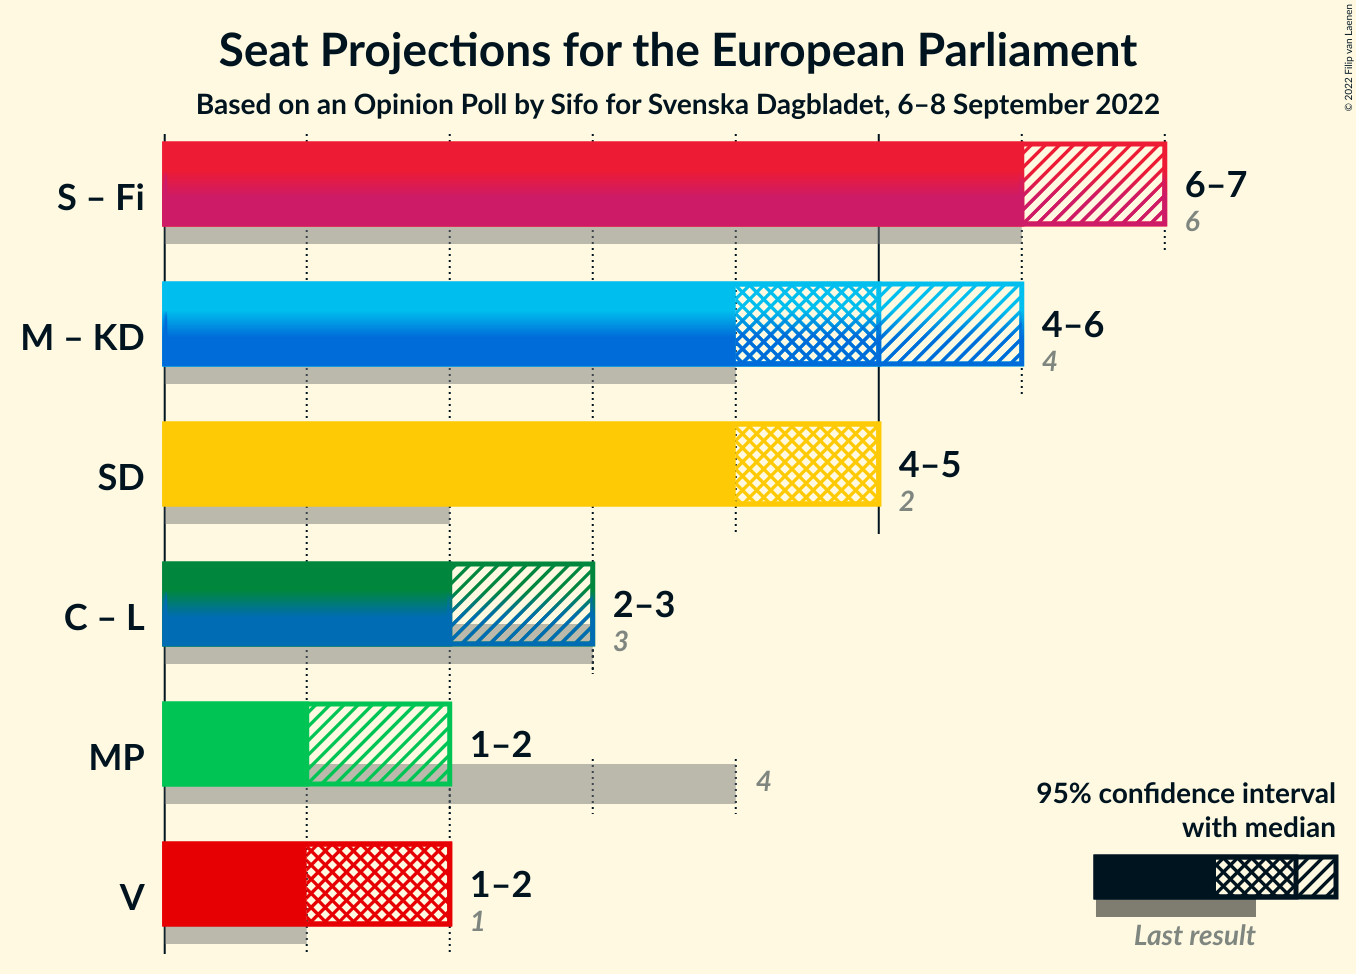 Seat Projections for the European Parliament
Based on an Opinion Poll by Sifo for Svenska Dagbladet, 6–8 September 2022
© 2022 Filip van Laenen
S – Fi
6–7
6
M – KD
4–6
4
SD
4–5
2
C – L
2–3
3
MP
1–2
4
V
1–2
1
95% confidence interval
with median
Last result